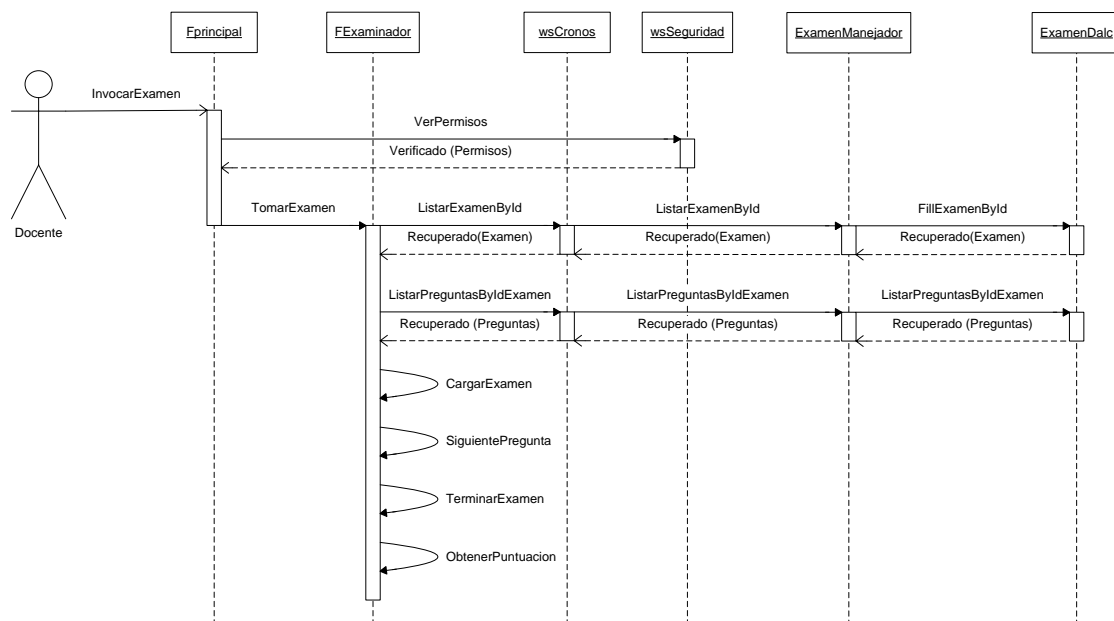 Fprincipal
FExaminador
wsCronos
wsSeguridad
ExamenManejador
ExamenDalc
InvocarExamen
VerPermisos
Verificado (Permisos)
Docente
TomarExamen
ListarExamenById
ListarExamenById
FillExamenById
Recuperado(Examen)
Recuperado(Examen)
Recuperado(Examen)
ListarPreguntasByIdExamen
ListarPreguntasByIdExamen
ListarPreguntasByIdExamen
Recuperado (Preguntas)
Recuperado (Preguntas)
Recuperado (Preguntas)
CargarExamen
SiguientePregunta
TerminarExamen
ObtenerPuntuacion